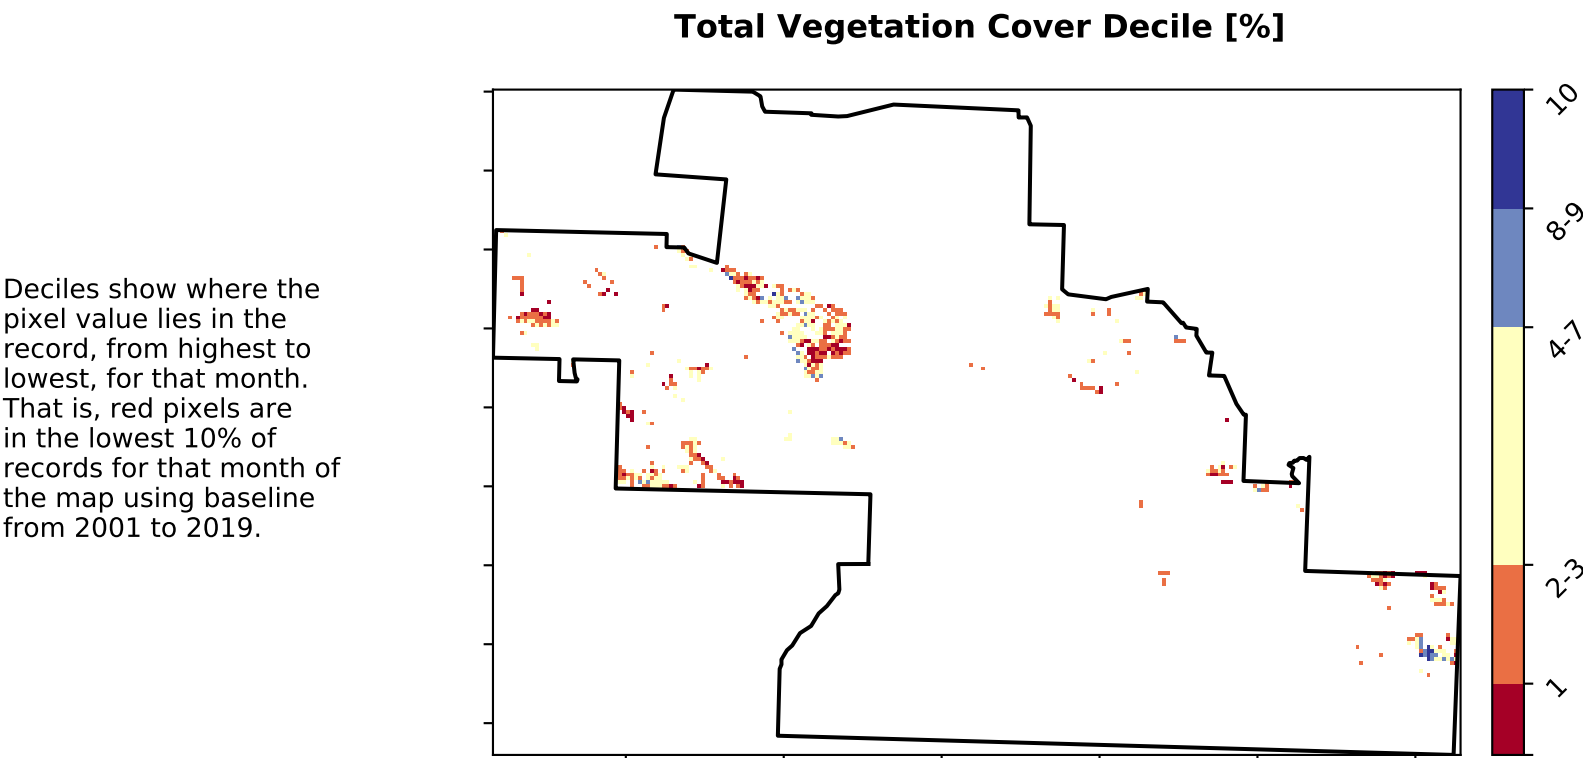 Total Vegetation Cover Decile [%]
Deciles show where the
pixel value lies in the
record, from highest to
lowest, for that month.
That is, red pixels are
in the lowest 10% of
records for that month of
the map using baseline
from 2001 to 2019.
10
8-9
4-7
2-3
1